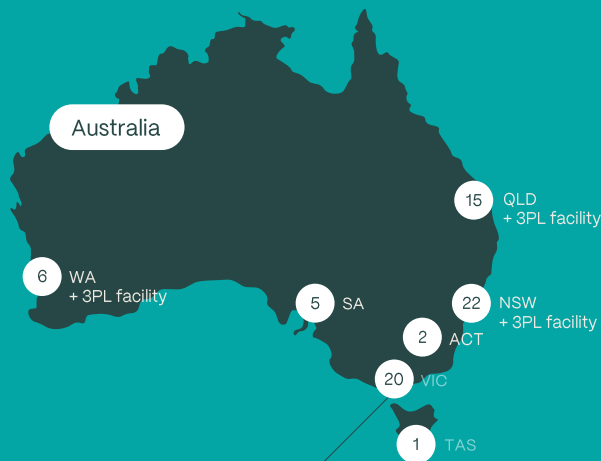 Australia
15
QLD
+ 3PL facility
6
WA
+ 3PL facility
5
SA
22
NSW
+ 3PL facility
2
ACT
20
VIC
1
TAS